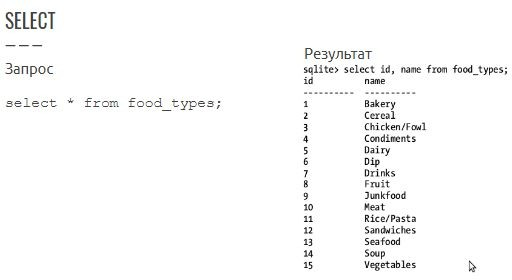 SELECT
---
Запрос
select * from food_types;
Результат
sqlite> select id, name from food_types;
id name
---------- ----------
1 Bakery
2 Cereal
3 Chicken/Fowl
4 Condiments
5 Dairy
6 Dip
7 Drinks
8 Fruit
9 Junkfood
10 Meat
11 Rice/Pasta
12 Sandwiches
13 Seafood
14 Soup
15 Vegetables